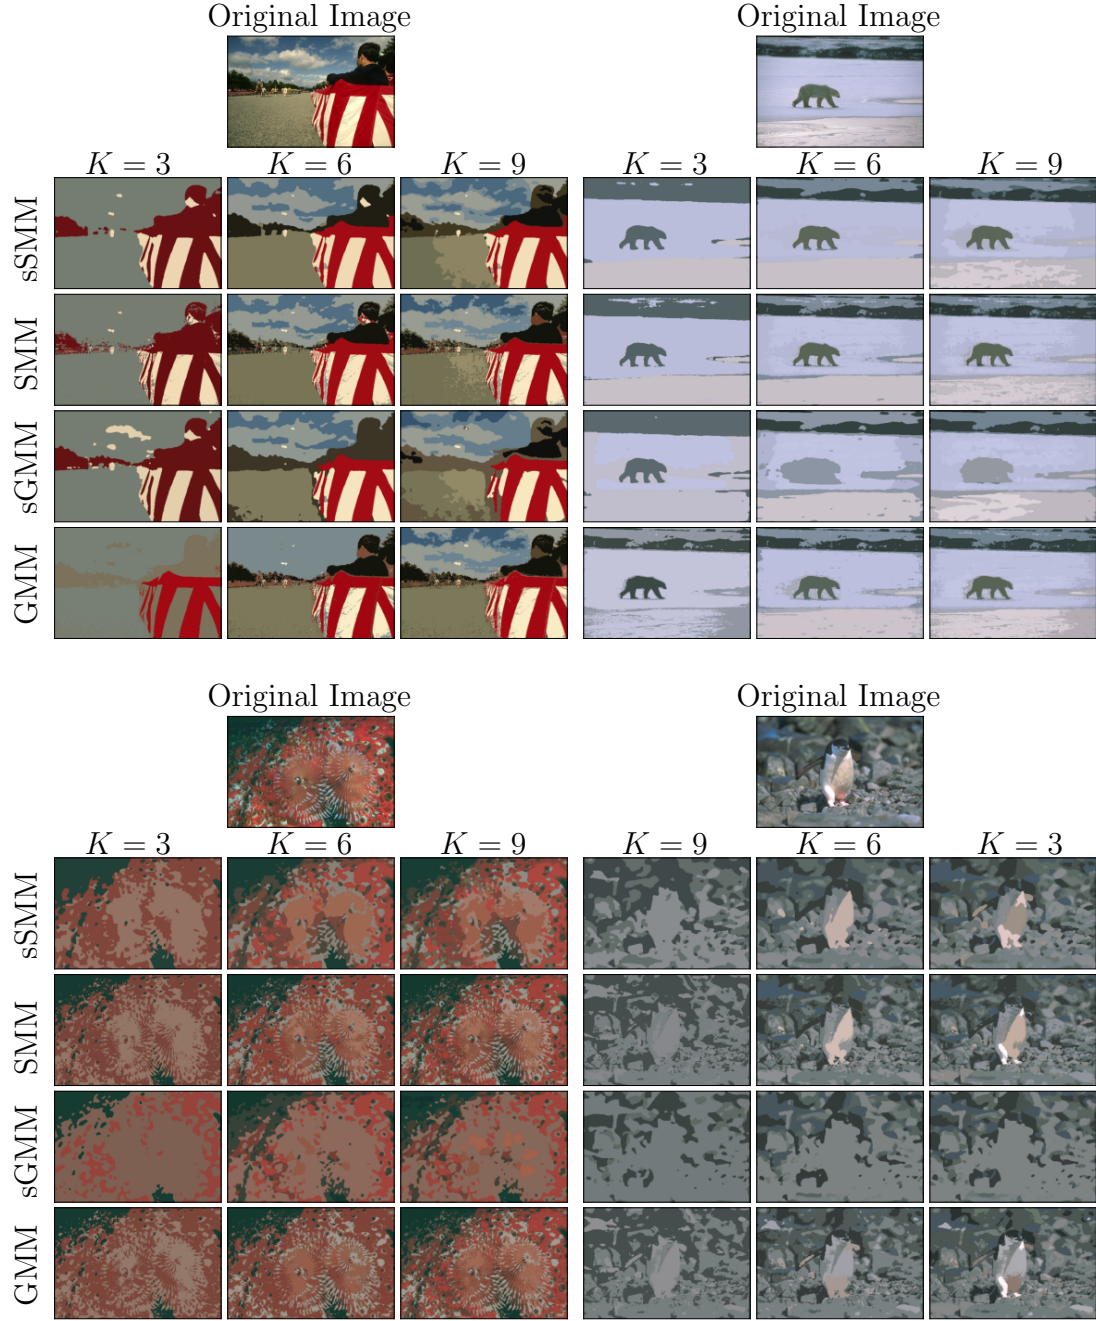 Original Image Original Image
K = 3 K = 6 K = 9 K = 3 K = 6 K = 9
sSMM
SMM
sGMM
GMM
Original Image Original Image
K = 3 K = 6 K = 9 K = 9 K = 6 K = 3
sSMM
SMM
sGMM
GMM